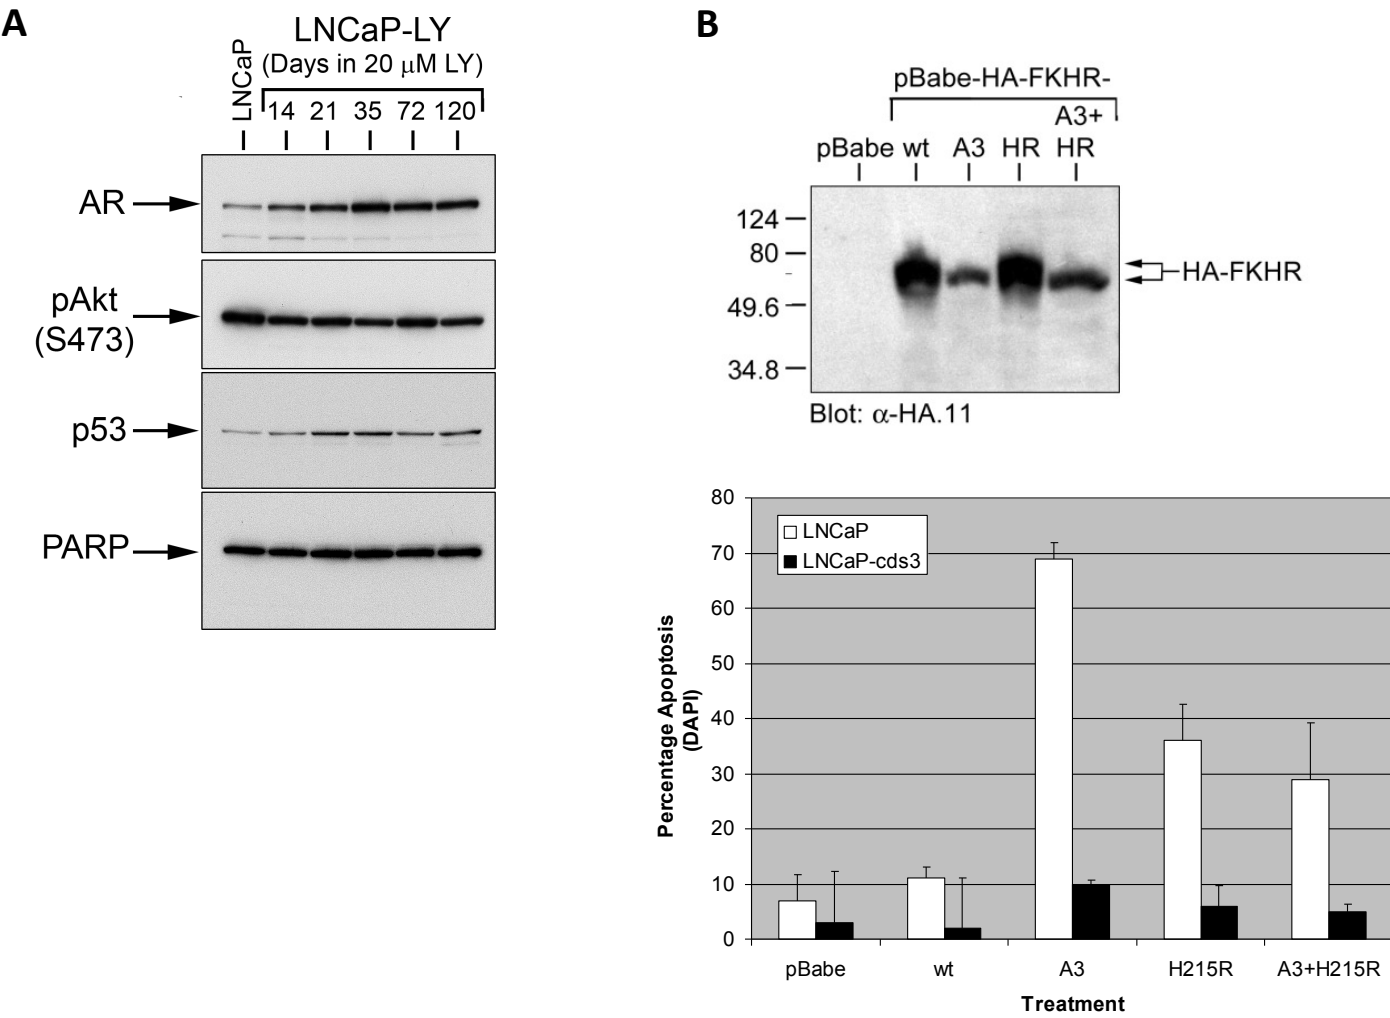 A
LNCaP
LNCaP-LY
(Days in 20 μM LY)
14 21 35 72 120
AR
pAkt
(S473)
p53
PARP
B
pBabe-HA-FKHR-
A3+
pBabe wt A3 HR HR
124
80
49.6
34.8
HA-FKHR
Blot: α-HA.11
80
70
60
50
40
30
20
10
0
LNCaP
LNCaP-cds3
Percentage Apoptosis
(DAPI)
pBabe wt A3 H215R A3+H215R
Treatment